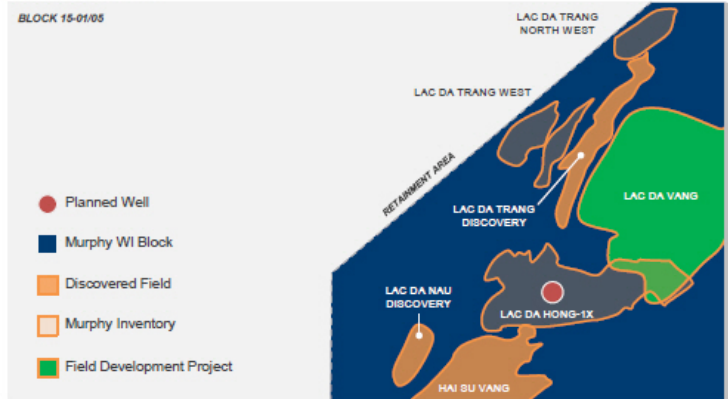 BLOCK 15-01/05
LAC DA TRANG
NORTH WEST
LAC DA TRANG WEST
RETAINMENT AREA
LAC DA VANG
LAC DA TRANG
DISCOVERY
Planned Well
Murphy WI Block
Discovered Field
Murphy Inventory
Field Development Project
LAC DA NAU
DISCOVERY
LAC DA HONG-1X
HAI SU VANG